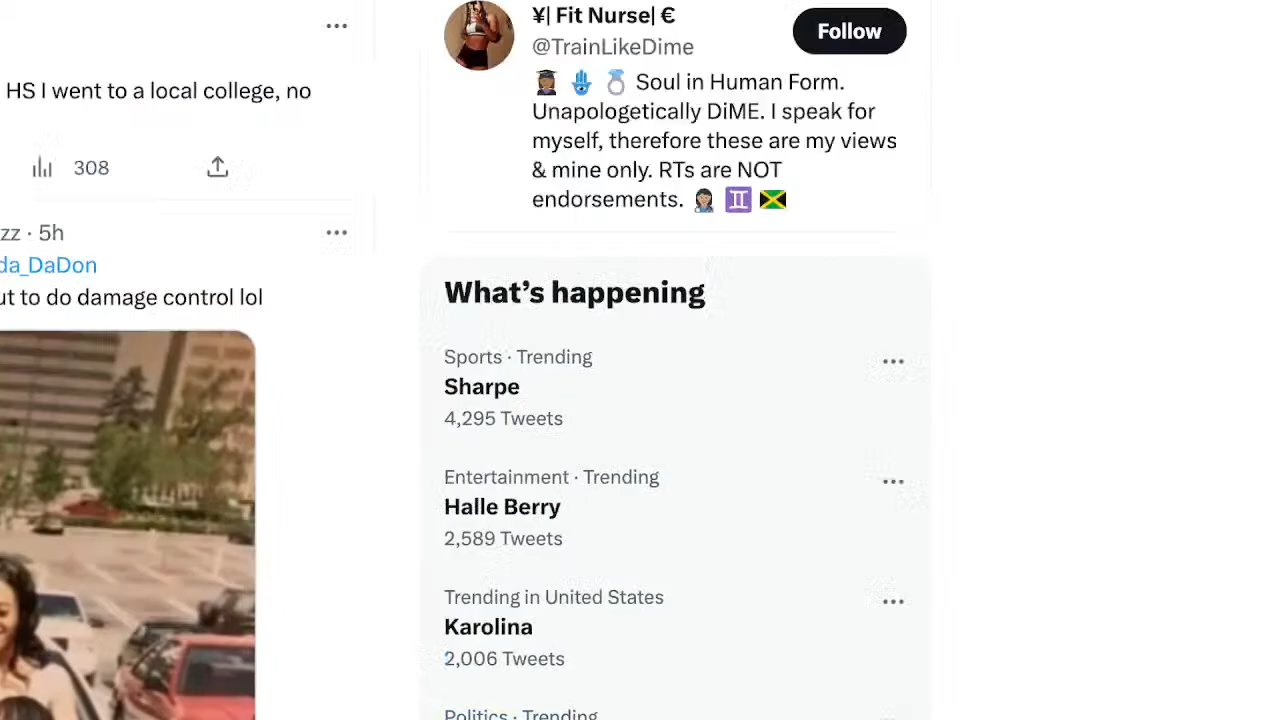 HS I went to a local college, no
308
zz · 5h
da_DaDon
ut to do damage control lol
¥| Fit Nurse| €
@TrainLikeDime
Follow
Soul in Human Form.
Unapologetically DiME. I speak for
myself, therefore these are my views
& mine only. RTs are NOT
endorsements.
What's happening
Sports · Trending
Sharpe
4,295 Tweets
Entertainment · Trending
Halle Berry
2,589 Tweets
Trending in United States
Karolina
2,006 Tweets
Politics · Trending